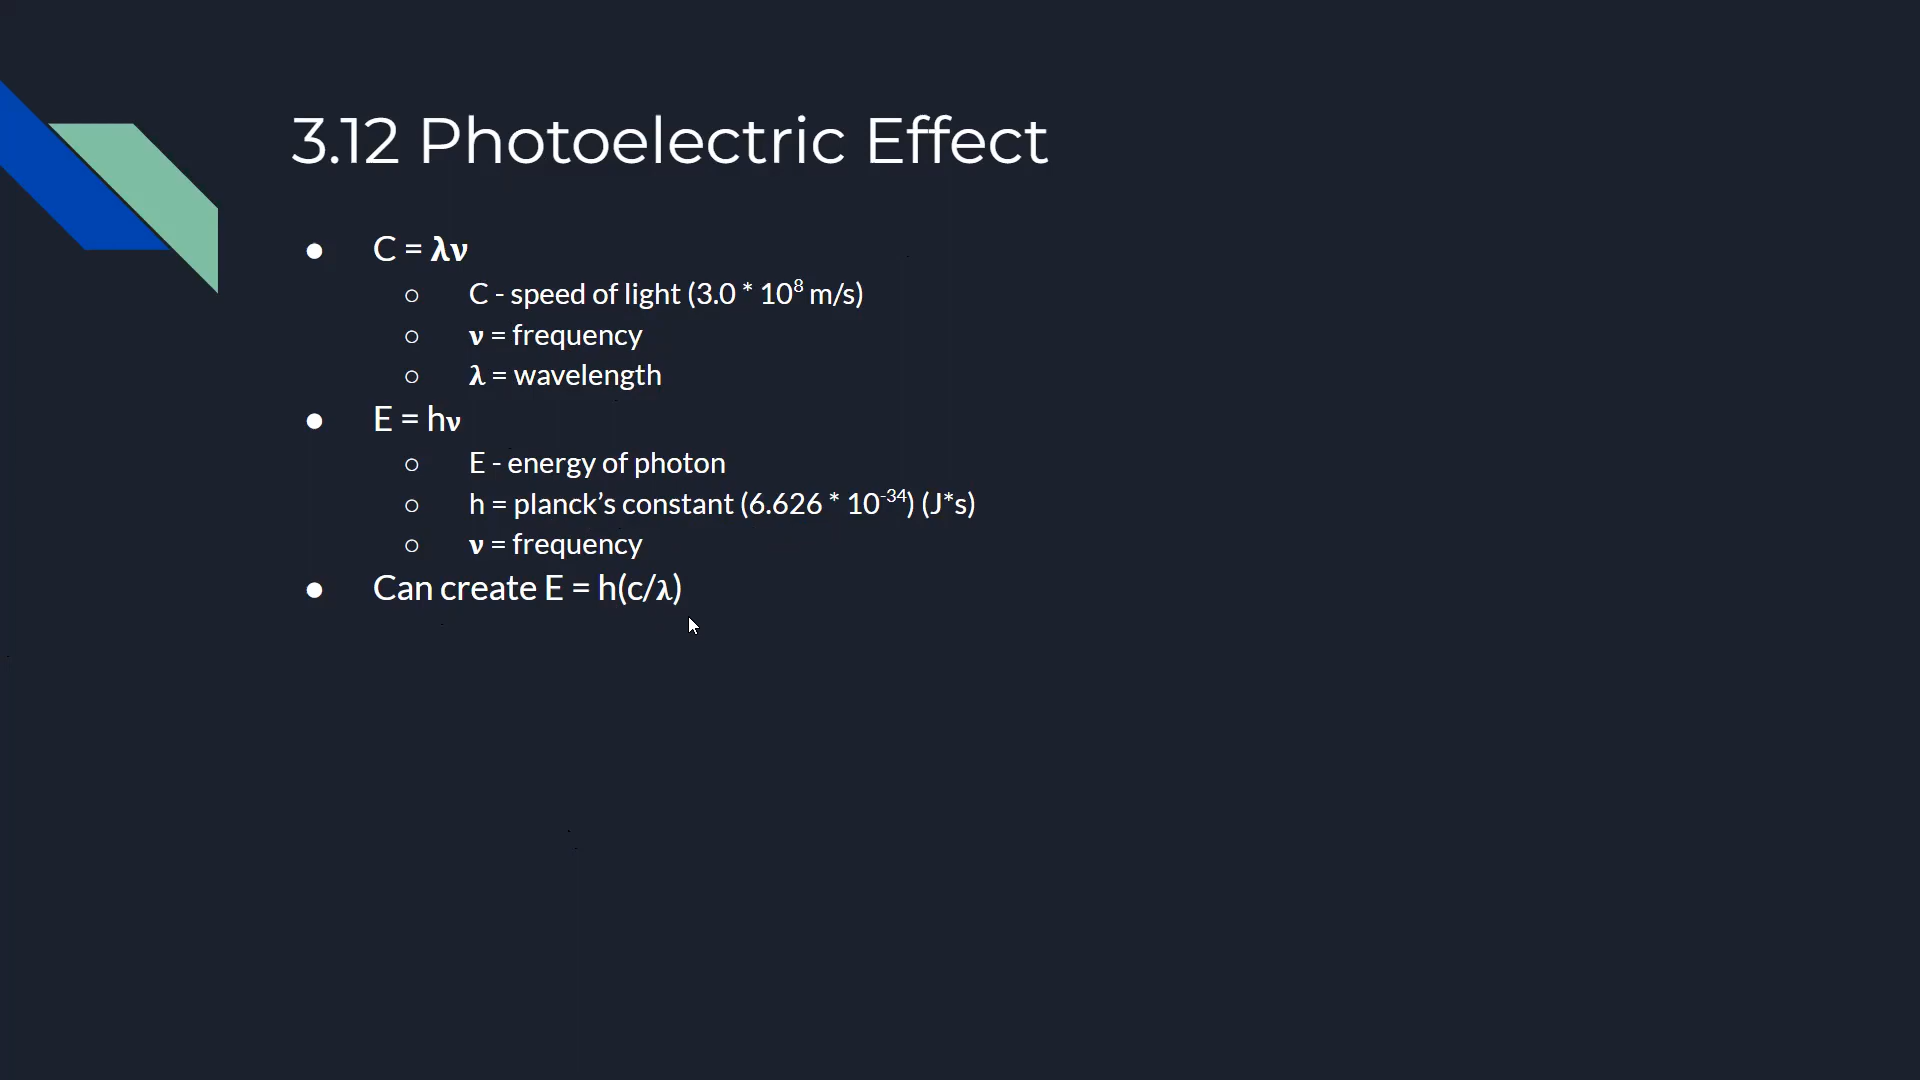 3.12 Photoelectric Effect
● C = λν
○ C - speed of light (3.0 * 10⁸ m/s)
○ ν = frequency
○ λ = wavelength
● E = hν
○ E - energy of photon
○ h = planck’s constant (6.626 * 10⁻³⁴) (J*s)
○ ν = frequency
● Can create E = h(c/λ)